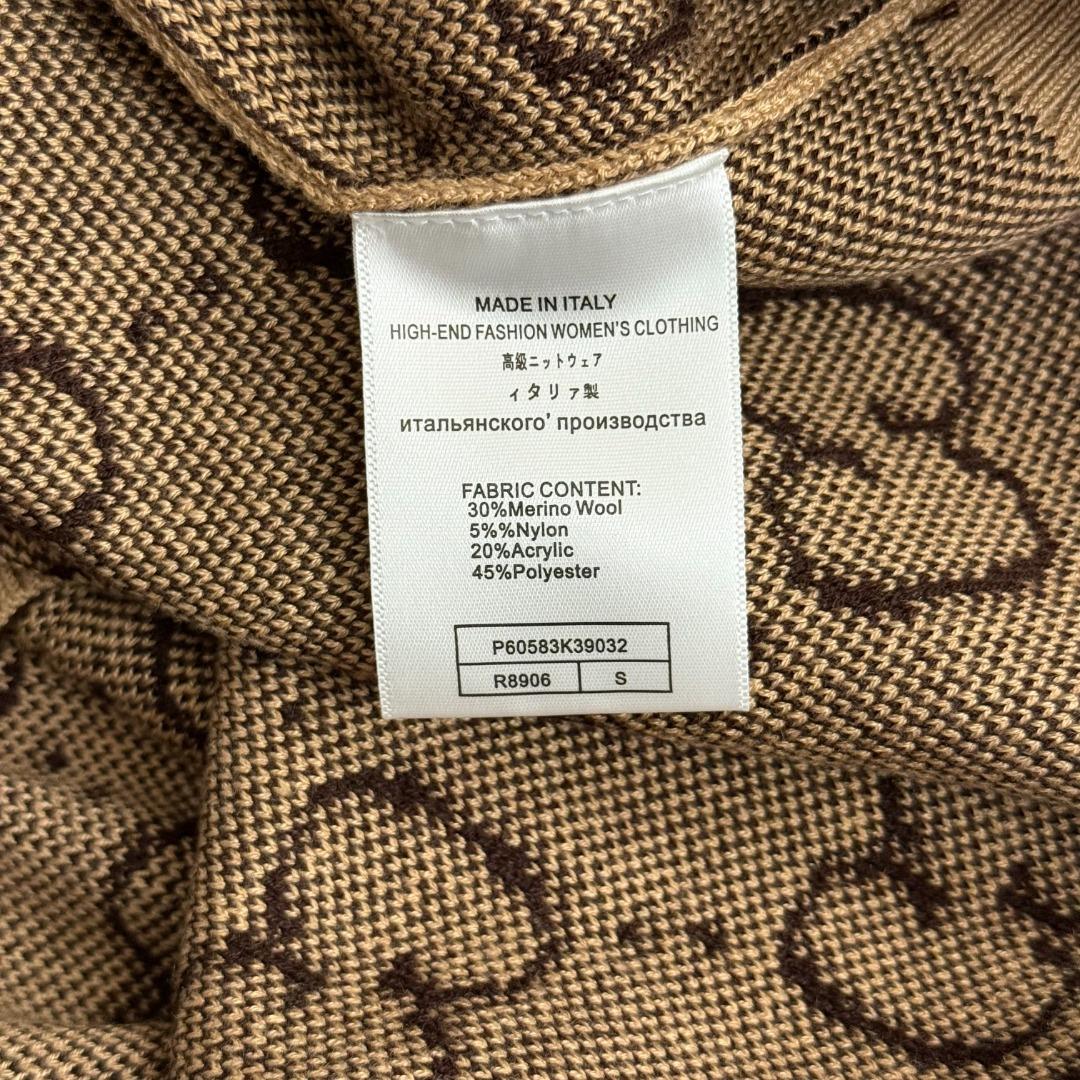 MADE IN ITALY
HIGH-END FASHION WOMEN'S CLOTHING
高級ニットウェア
ィタリァ製
итальянского' производства
FABRIC CONTENT:
30%Merino Wool
5%%Nylon
20%Acrylic
45%Polyester
P60583K39032
R8906 S